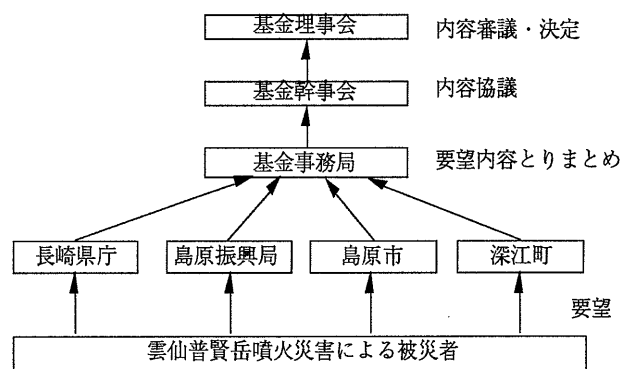 基金理事会
内容審議・決定
基金幹事会
内容協議
基金事務局
要望内容とりまとめ
長崎県庁
島原振興局
島原市
深江町
要望
雲仙普賢岳噴火災害による被災者